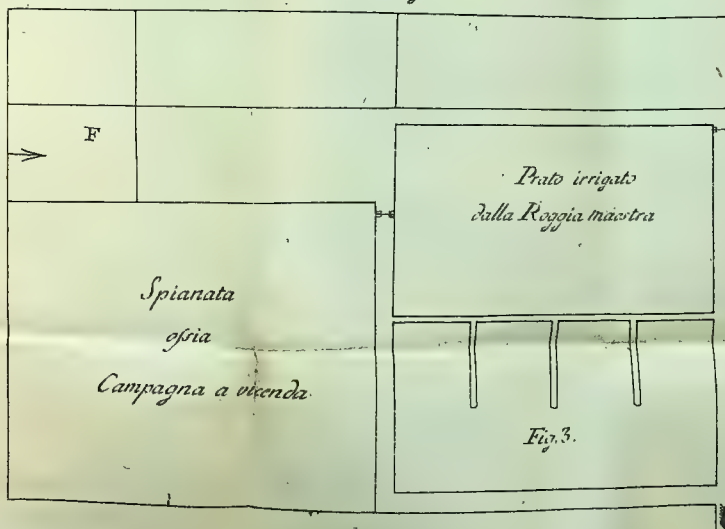 F
Prato irrigato
dalla Roggia maestra
Spianata
ossia
Campagna a vicenda.
Fig. 3.